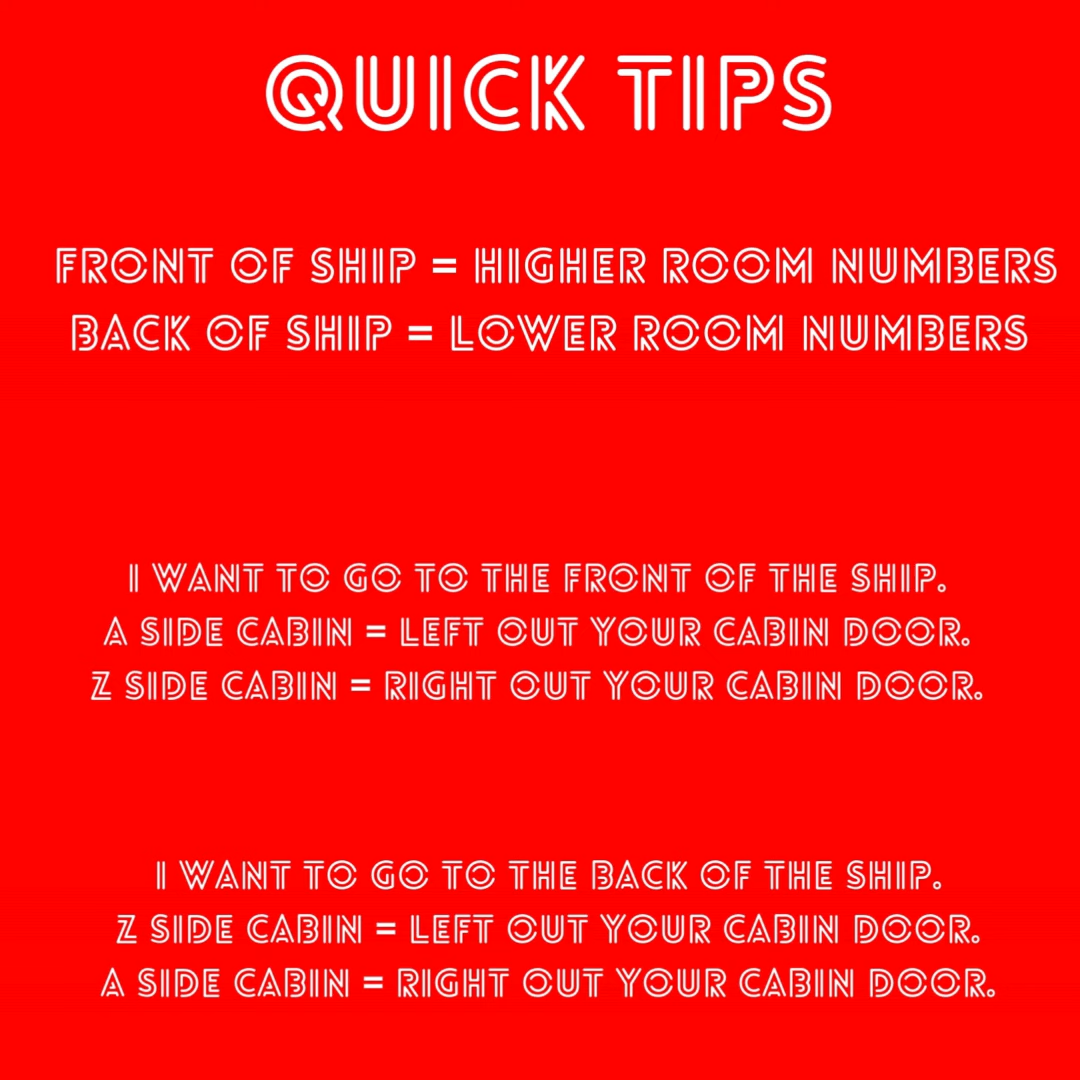 QUICK TIPS
FRONT OF SHIP = HIGHER ROOM NUMBERS
BACK OF SHIP = LOWER ROOM NUMBERS
I WANT TO GO TO THE FRONT OF THE SHIP.
A SIDE CABIN = LEFT OUT YOUR CABIN DOOR.
Z SIDE CABIN = RIGHT OUT YOUR CABIN DOOR.
I WANT TO GO TO THE BACK OF THE SHIP.
Z SIDE CABIN = LEFT OUT YOUR CABIN DOOR.
A SIDE CABIN = RIGHT OUT YOUR CABIN DOOR.